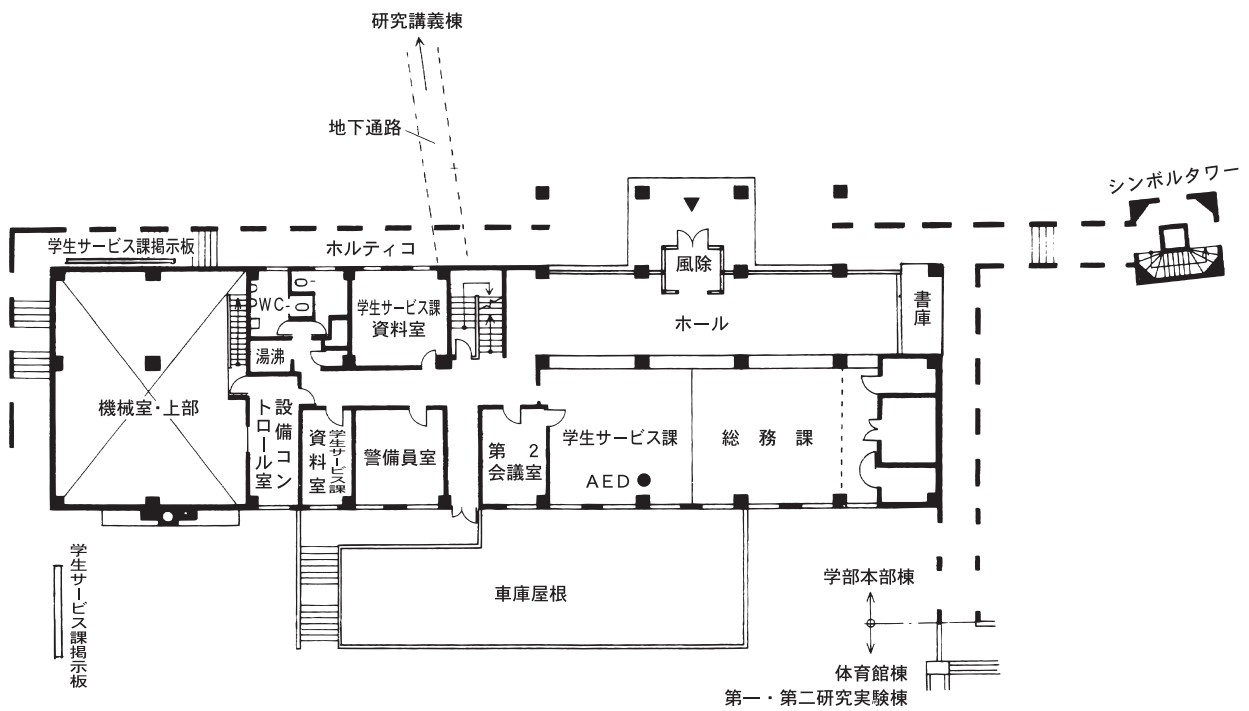 研究講義棟
地下通路
シンボルタワー
学生サービス課掲示板
ホルティコ
風除
書庫
PWC
学生サービス課
資料室
ホール
湯沸
機械室・上部
設備コン
トロール室
学生サービス課
資料室
警備員室
第2
会議室
学生サービス課
総務課
AED
学生サービス課掲示板
車庫屋根
学部本部棟
体育館棟
第一・第二研究実験棟